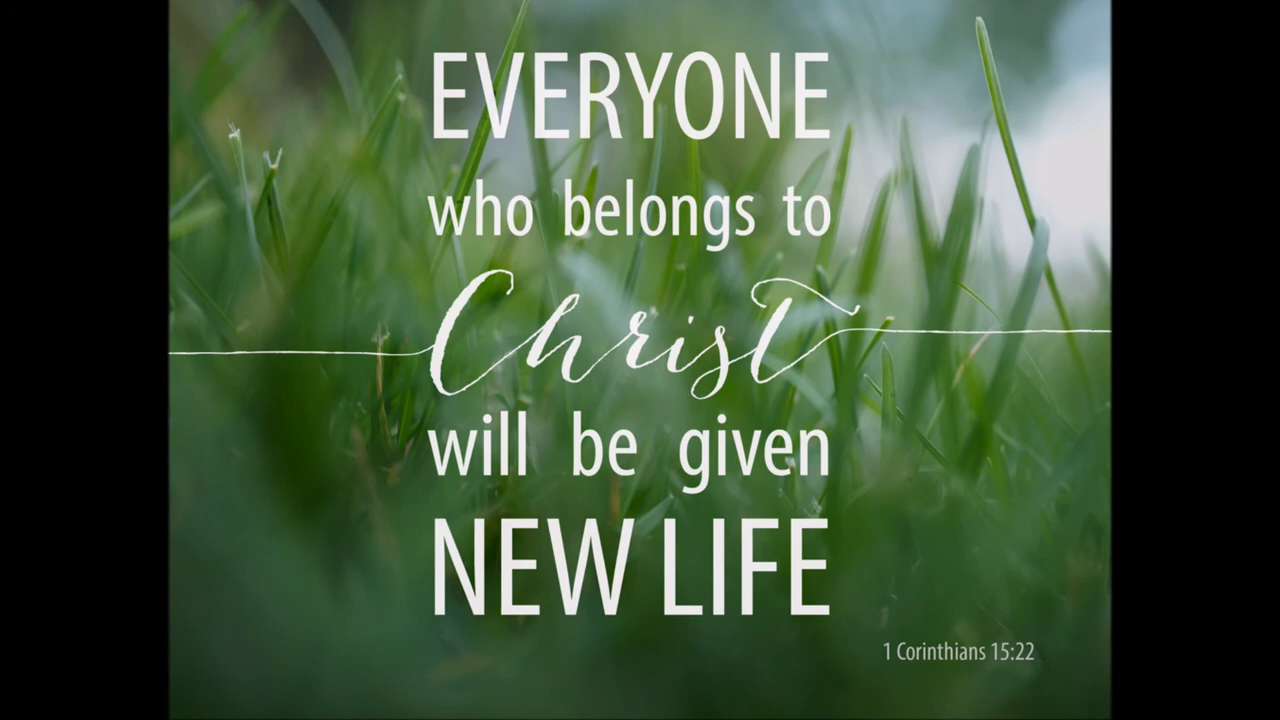 EVERYONE
who belongs to
Christ
will be given
NEW LIFE
1 Corinthians 15:22